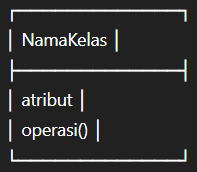 ┌─────────────────┐
│ NamaKelas │
├─────────────────┤
│ atribut │
│ operasi() │
└─────────────────┘